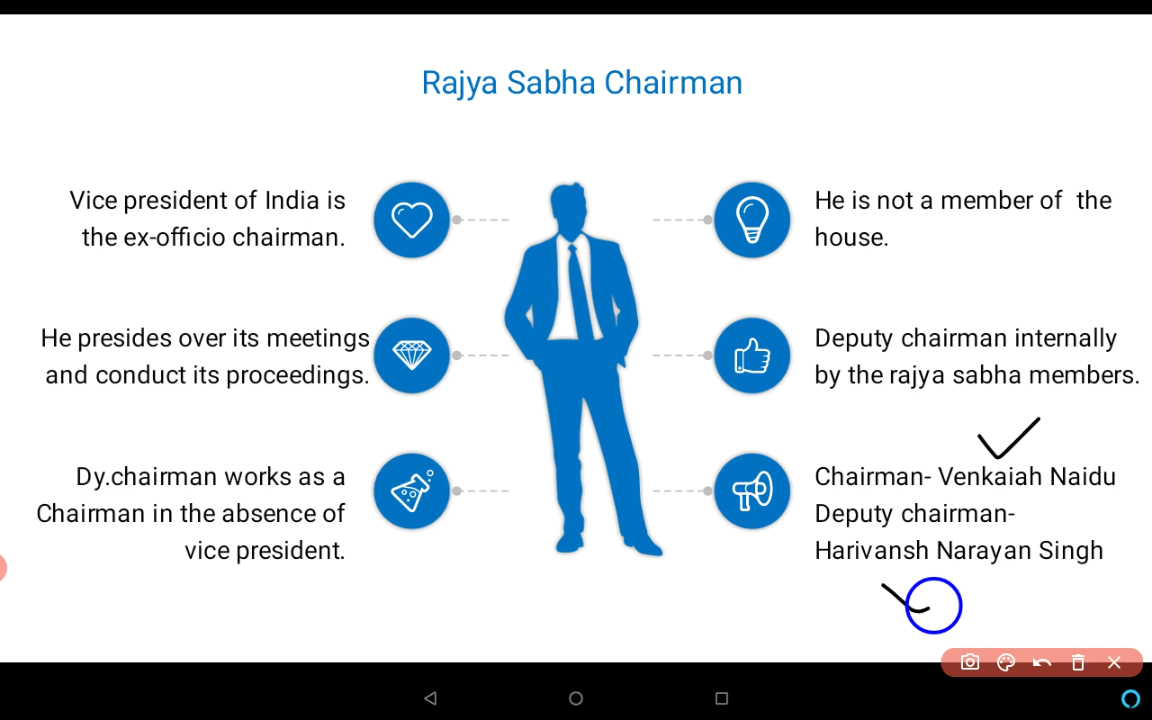 Rajya Sabha Chairman
Vice president of India is
the ex-officio chairman.
He presides over its meetings
and conduct its proceedings.
Dy.chairman works as a
Chairman in the absence of
vice president.
He is not a member of the
house.
Deputy chairman internally
by the rajya sabha members.
Chairman- Venkaiah Naidu
Deputy chairman-
Harivansh Narayan Singh